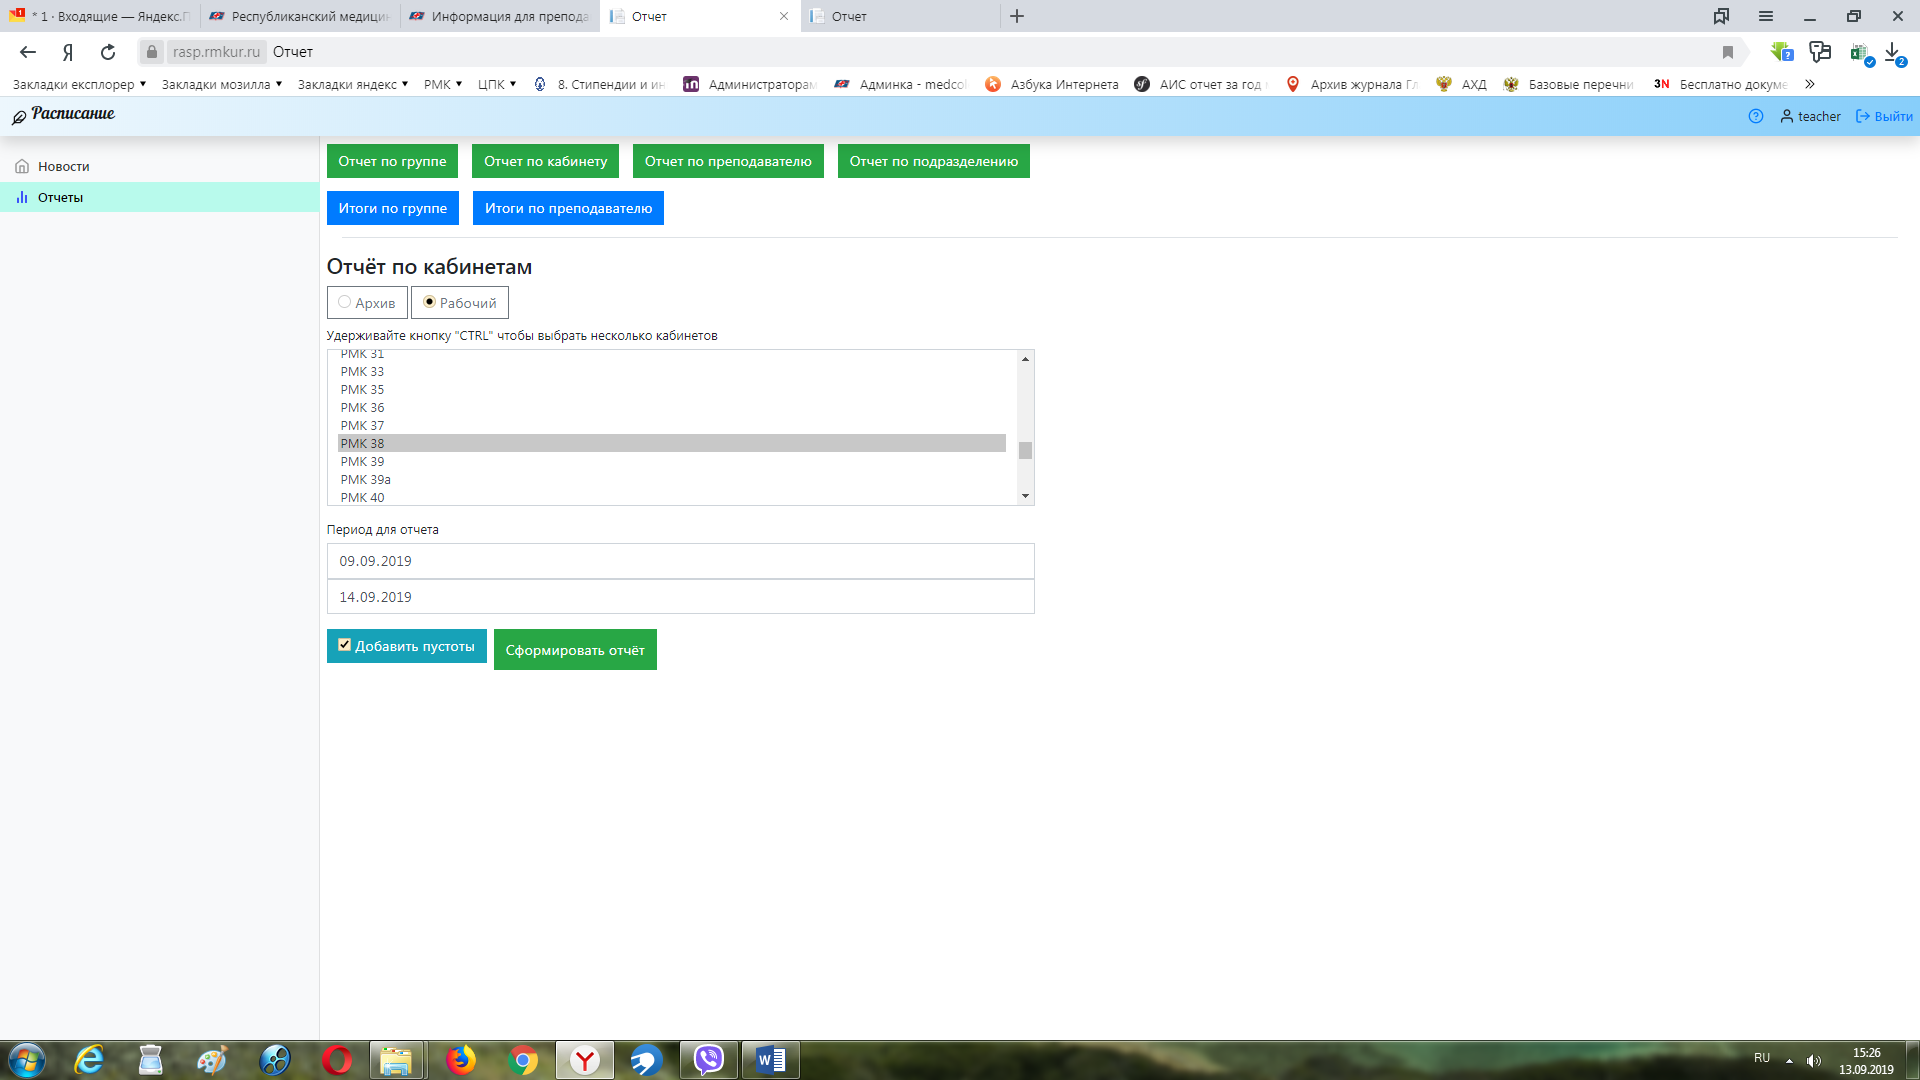 * 1 · Входящие — Яндекс.П
Республиканский медицин
Информация для препода
Отчет
Отчет
Я
rasp.rmkur.ru Отчет
Закладки експлорер
Закладки мозилла
Закладки яндекс
РМК
ЦПК
8. Стипендии и ин
Администраторам
Админка - medcol
Азбука Интернета
АИС отчет за год
Архив журнала Гл
АХД
Базовые перечни
Бесплатно докуме
Расписание
teacher
Выйти
Новости
Отчеты
Отчет по группе
Отчет по кабинету
Отчет по преподавателю
Отчет по подразделению
Итоги по группе
Итоги по преподавателю
Отчёт по кабинетам
Архив
Рабочий
Удерживайте кнопку "CTRL" чтобы выбрать несколько кабинетов
РМК 31
РМК 33
РМК 35
РМК 36
РМК 37
РМК 38
РМК 39
РМК 39а
РМК 40
Период для отчета
09.09.2019
14.09.2019
Добавить пустоты
Сформировать отчёт
RU
15:26
13.09.2019